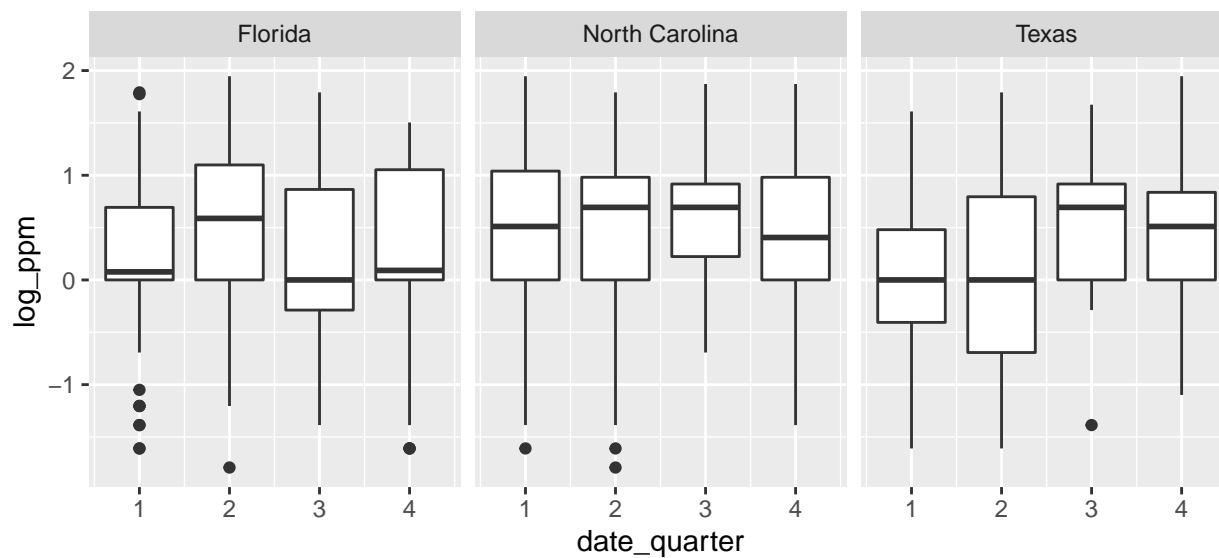 Florida North Carolina Texas
2
1
0
−1
log_ppm
1 2 3 4 1 2 3 4 1 2 3 4
date_quarter